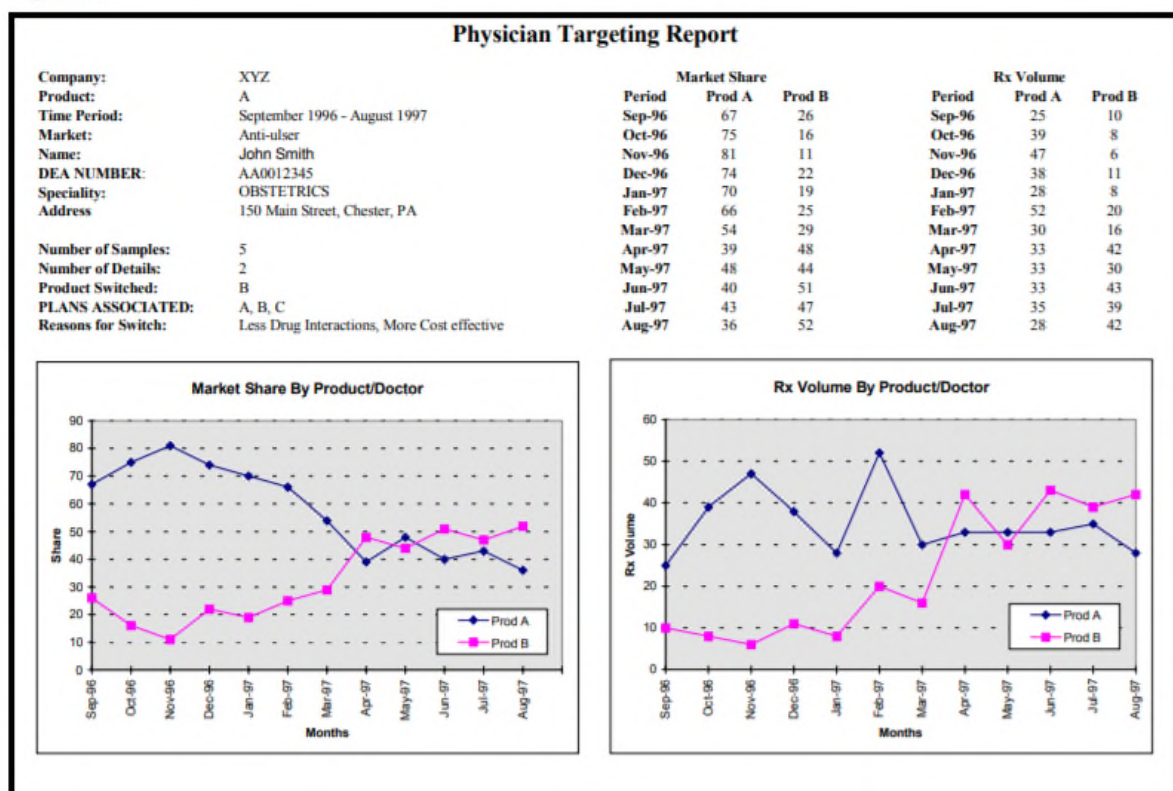 Physician Targeting Report
Company: XYZ
Product: A
Time Period: September 1996 - August 1997
Market: Anti-ulser
Name: John Smith
DEA NUMBER: AA0012345
Speciality: OBSTETRICS
Address 150 Main Street, Chester, PA
Number of Samples: 5
Number of Details: 2
Product Switched: B
PLANS ASSOCIATED: A, B, C
Reasons for Switch: Less Drug Interactions, More Cost effective
Market Share
Period Prod A Prod B
Sep-96 67 26
Oct-96 75 16
Nov-96 81 11
Dec-96 74 22
Jan-97 70 19
Feb-97 66 25
Mar-97 54 29
Apr-97 39 48
May-97 48 44
Jun-97 40 51
Jul-97 43 47
Aug-97 36 52
Rx Volume
Period Prod A Prod B
Sep-96 25 10
Oct-96 39 8
Nov-96 47 6
Dec-96 38 11
Jan-97 28 8
Feb-97 52 20
Mar-97 30 16
Apr-97 33 42
May-97 33 30
Jun-97 33 43
Jul-97 35 39
Aug-97 28 42
Market Share By Product/Doctor
Share
90
80
70
60
50
40
30
20
10
0
Prod A
Prod B
Sep-96
Oct-96
Nov-96
Dec-96
Jan-97
Feb-97
Mar-97
Apr-97
May-97
Jun-97
Jul-97
Aug-97
Months
Rx Volume By Product/Doctor
Rx Volume
60
50
40
30
20
10
0
Prod A
Prod B
Sep-96
Oct-96
Nov-96
Dec-96
Jan-97
Feb-97
Mar-97
Apr-97
May-97
Jun-97
Jul-97
Aug-97
Months